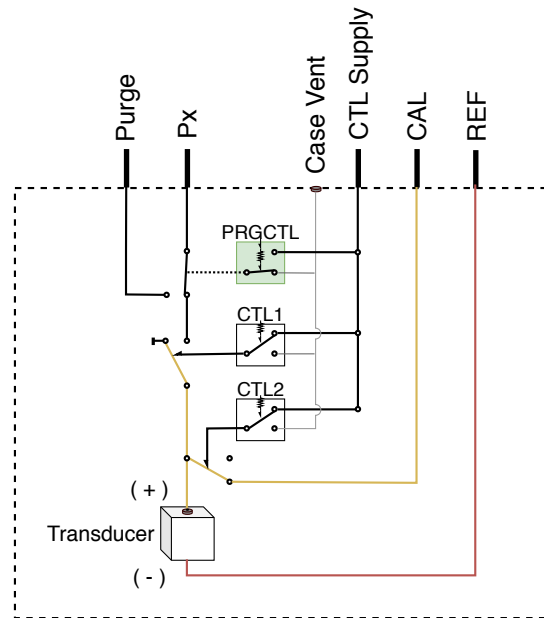 Purge
Px
Case Vent
CTL Supply
CAL
REF
PRGCTL
CTL1
CTL2
( + )
Transducer
( - )